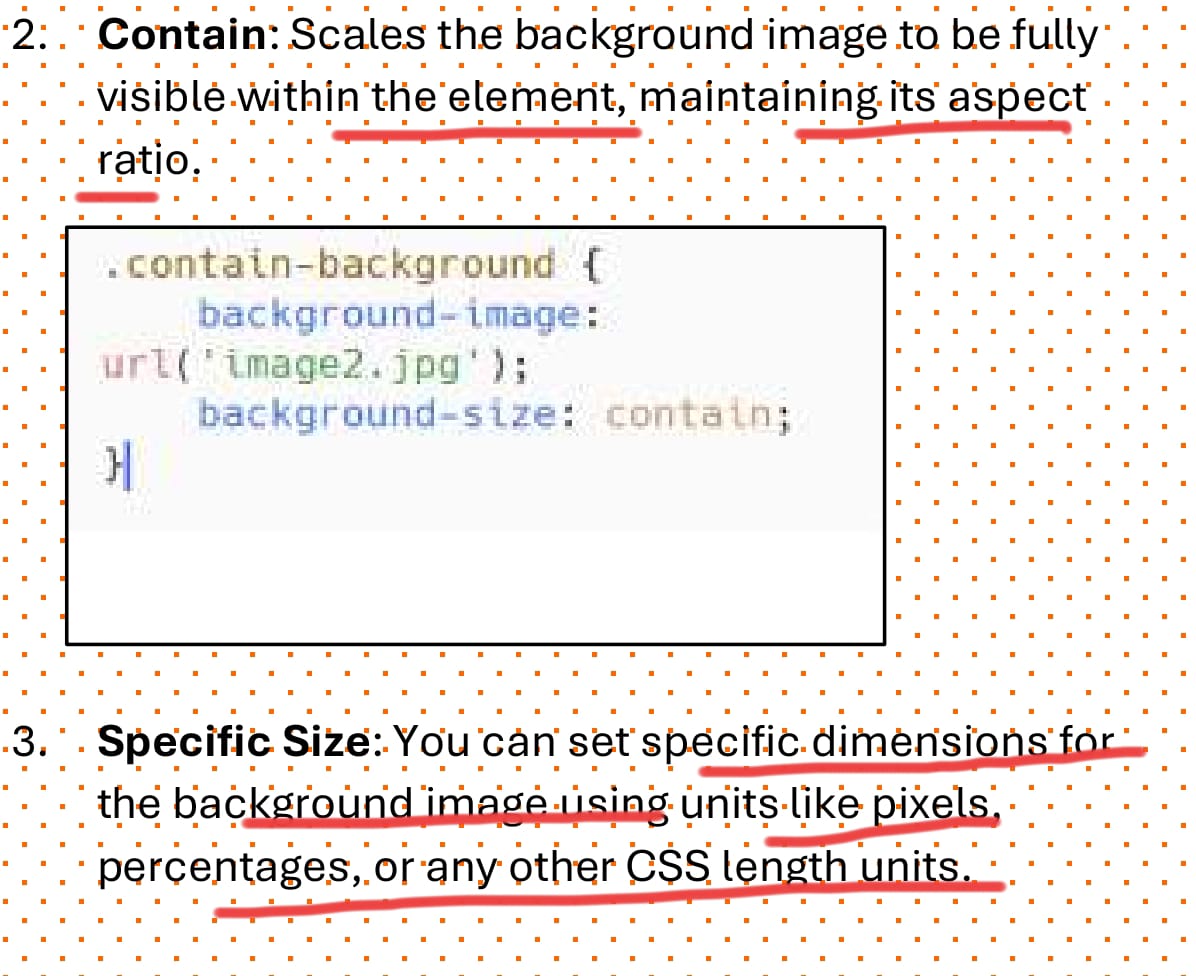 2. Contain: Scales the background image to be fully
visible within the element, maintaining its aspect
ratio.
.contain-background {
background-image:
url('image2.jpg');
background-size: contain;
}
3. Specific Size: You can set specific dimensions for
the background image using units like pixels,
percentages, or any other CSS length units.